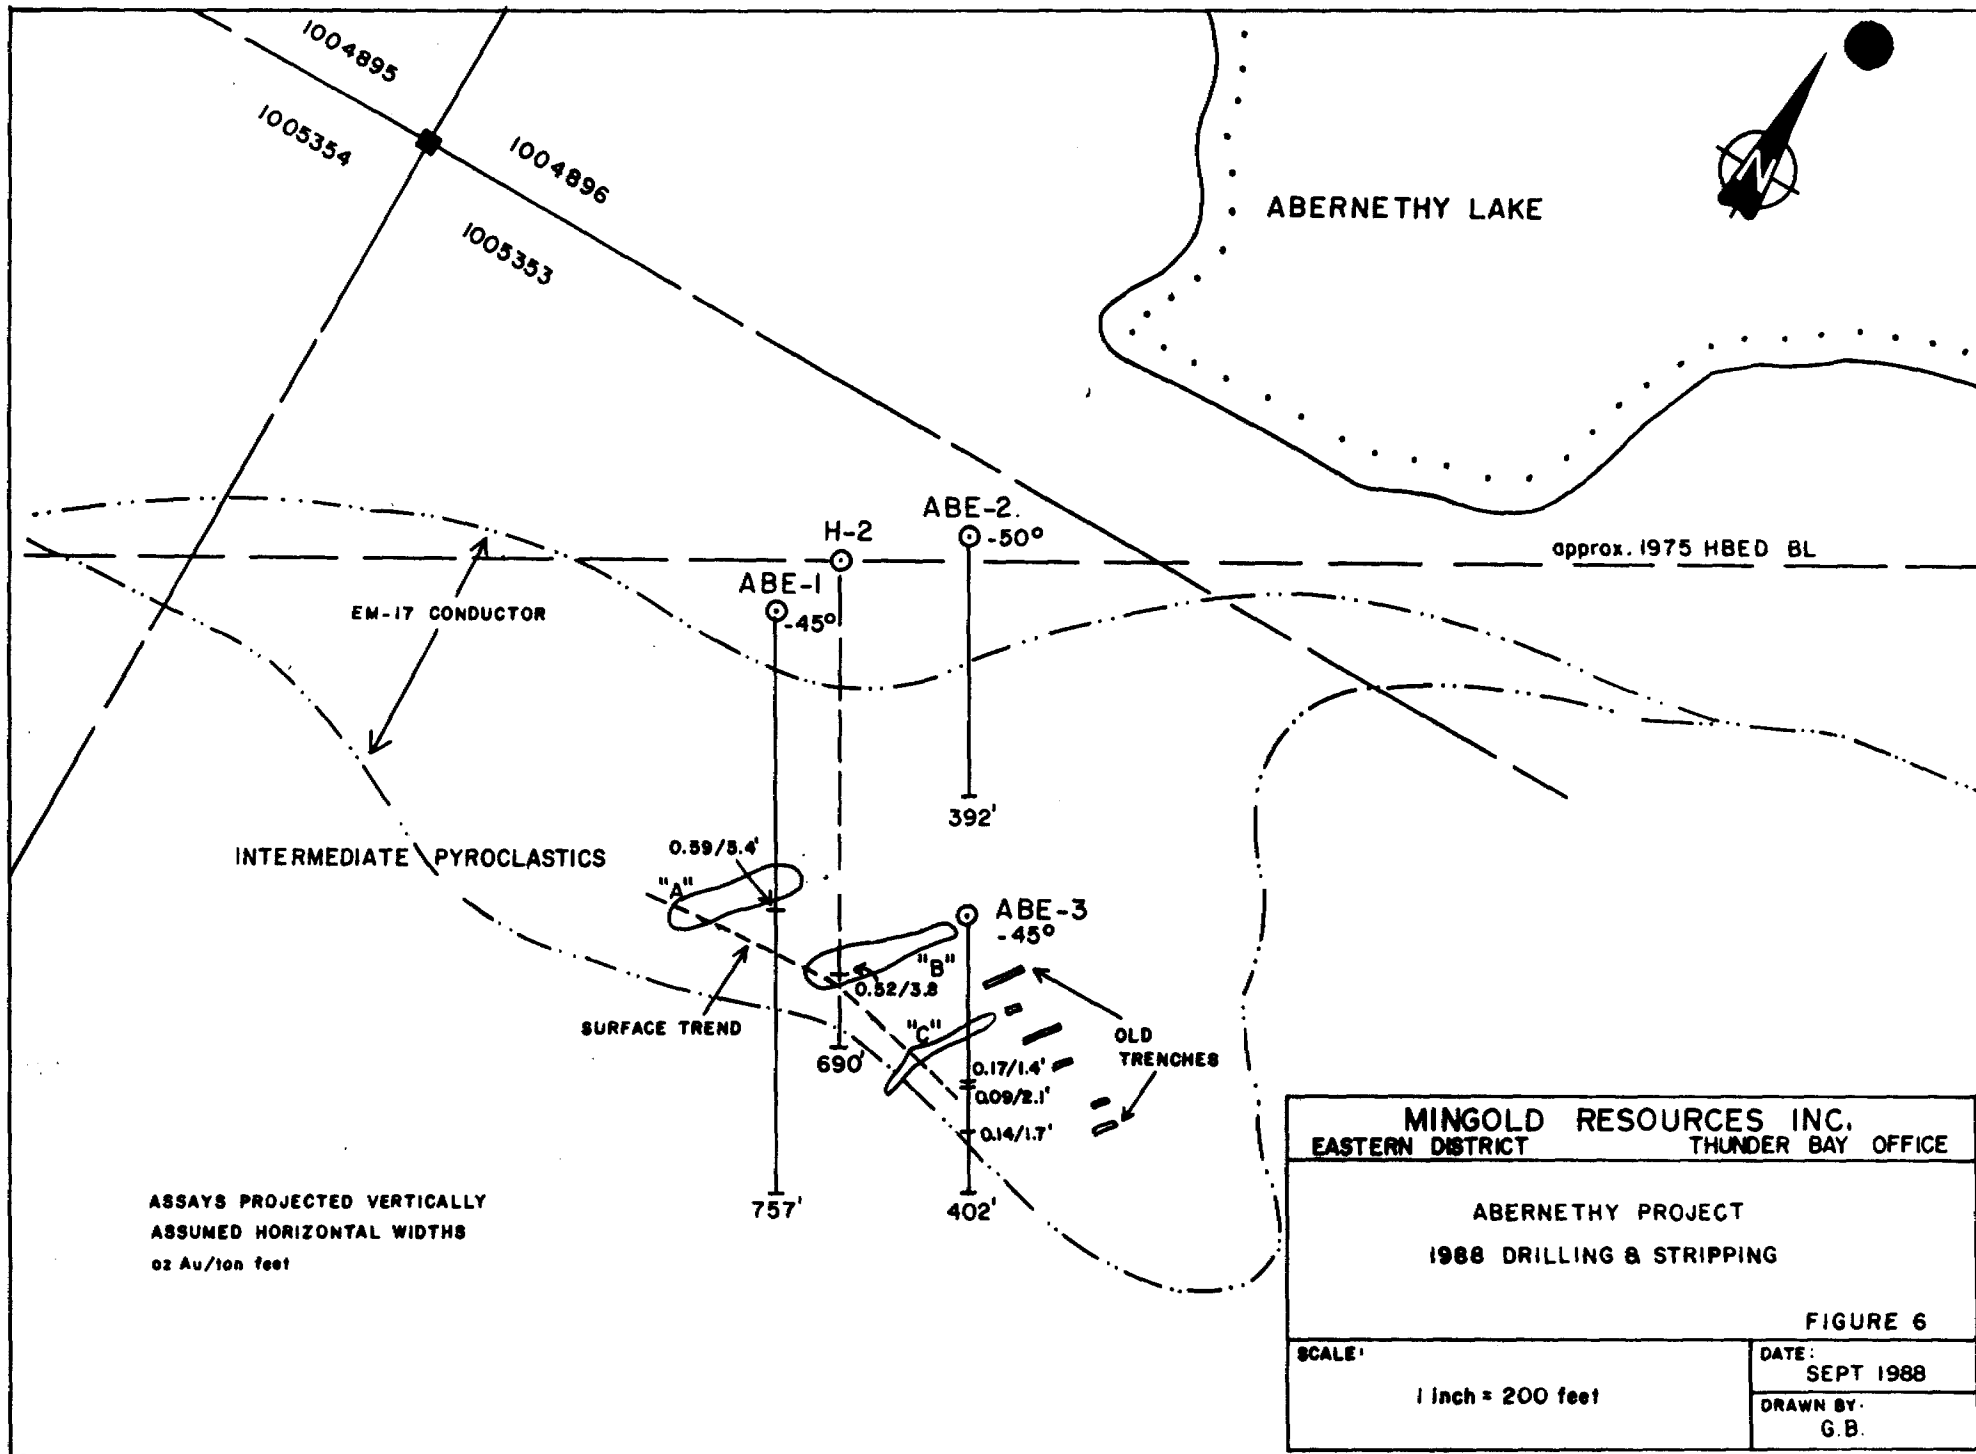 1004895
1005354
1004896
1005353
N
ABERNETHY LAKE
approx. 1975 HBED BL
ABE-2.
-50°
H-2
ABE-1
-45°
EM-17 CONDUCTOR
392'
INTERMEDIATE PYROCLASTICS
0.59/5.4'
"A"
ABE-3
-45°
"B"
0.52/3.8
SURFACE TREND
"C"
OLD
TRENCHES
690'
0.17/1.4'
0.09/2.1'
0.14/1.7'
757'
402'
ASSAYS PROJECTED VERTICALLY
ASSUMED HORIZONTAL WIDTHS
oz Au/ton feet
MINGOLD RESOURCES INC.
EASTERN DISTRICT THUNDER BAY OFFICE
ABERNETHY PROJECT
1988 DRILLING & STRIPPING
FIGURE 6
SCALE:
1 inch = 200 feet
DATE:
SEPT 1988
DRAWN BY:
G.B.